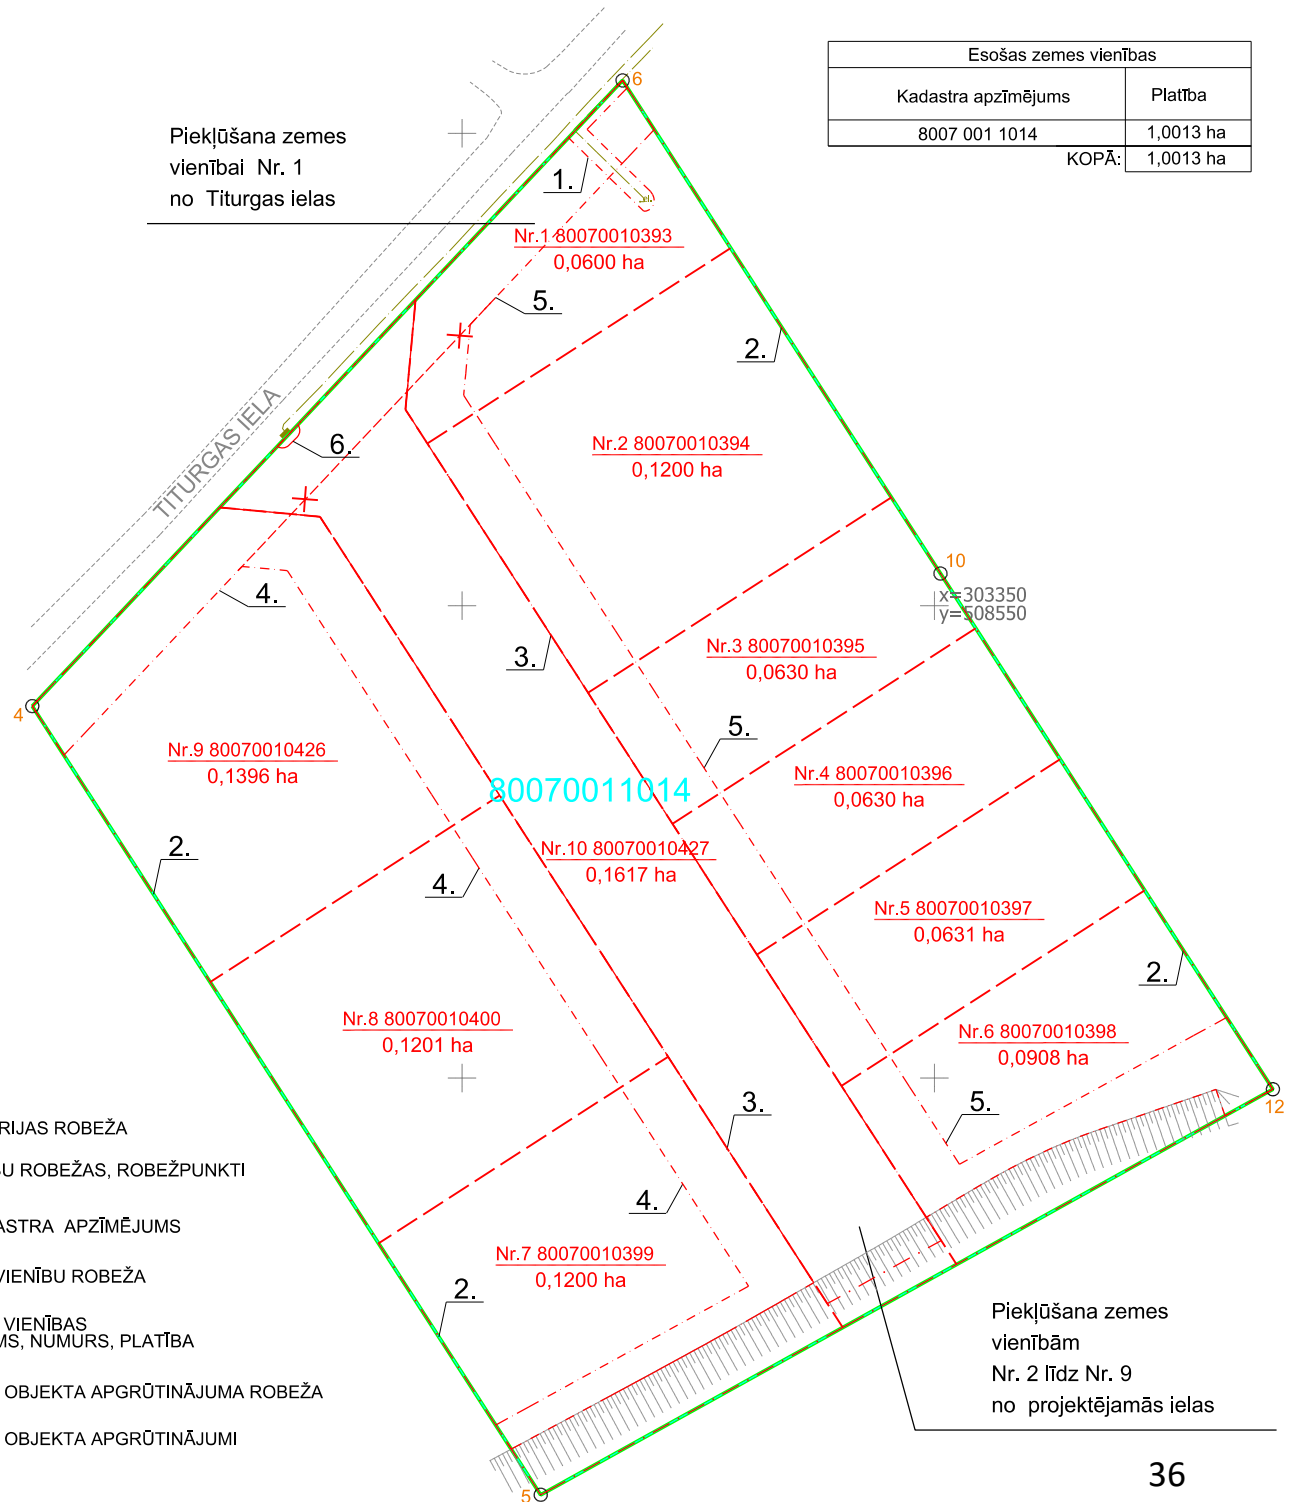 Esošas zemes vienības
Kadastra apzīmējums Platība
8007 001 1014 1,0013 ha
KOPĀ: 1,0013 ha
Piekļūšana zemes
vienībai Nr. 1
no Titurgas ielas
6
1.
Nr.1 80070010393
0,0600 ha
5.
2.
TITURGAS IELA
6.
Nr.2 80070010394
0,1200 ha
10
x=303350
y=508550
4.
3.
Nr.3 80070010395
0,0630 ha
4
5.
Nr.9 80070010426
0,1396 ha
Nr.4 80070010396
0,0630 ha
80070011014
2.
Nr.10 80070010427
0,1617 ha
4.
Nr.5 80070010397
0,0631 ha
2.
Nr.8 80070010400
0,1201 ha
Nr.6 80070010398
0,0908 ha
3.
5.
12
4.
Nr.7 80070010399
0,1200 ha
2.
RIJAS ROBEŽA
U ROBEŽAS, ROBEŽPUNKTI
ASTRA APZĪMĒJUMS
VIENĪBU ROBEŽA
VIENĪBAS
MS, NUMURS, PLATĪBA
OBJEKTA APGRŪTINĀJUMA ROBEŽA
OBJEKTA APGRŪTINĀJUMI
Piekļūšana zemes
vienībām
Nr. 2 līdz Nr. 9
no projektējamās ielas
5
36